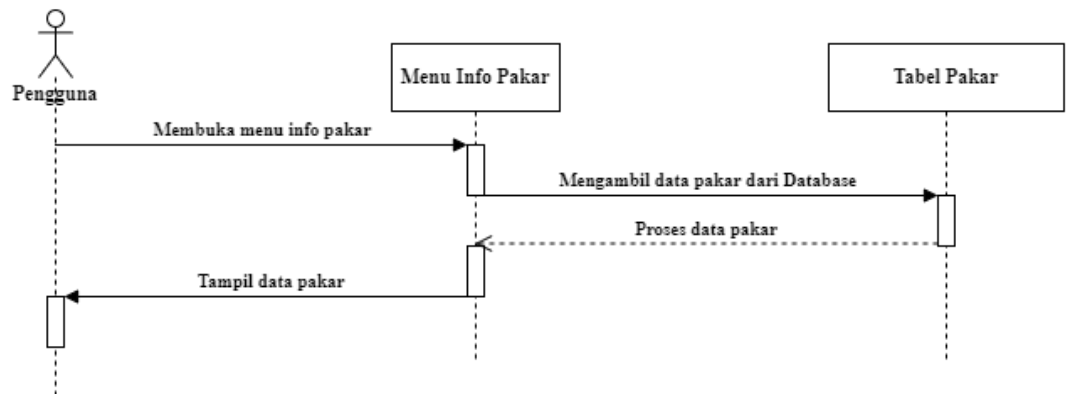 Pengguna
Menu Info Pakar
Tabel Pakar
Membuka menu info pakar
Mengambil data pakar dari Database
Proses data pakar
Tampil data pakar